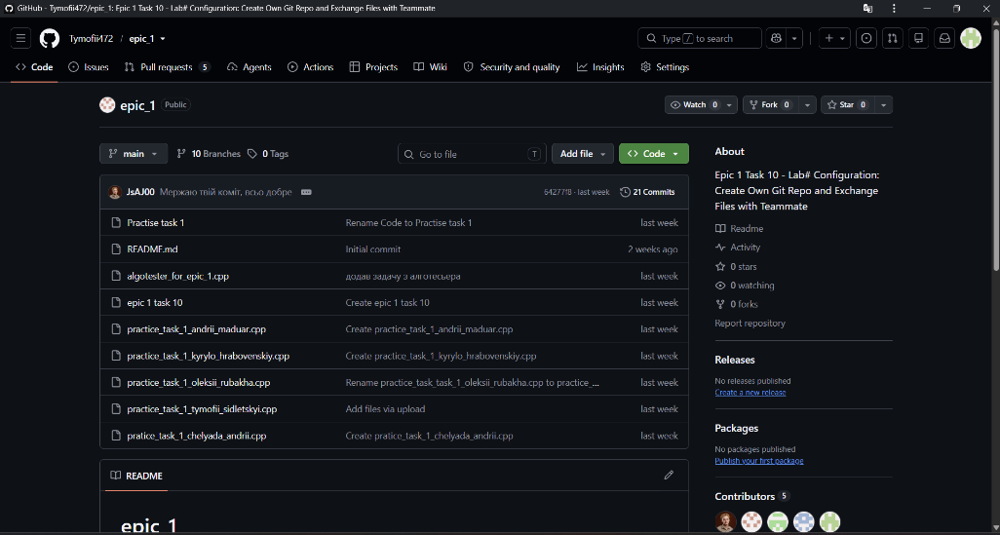 GitHub - Tymofii472/epic_1: Epic 1 Task 10 - Lab# Configuration: Create Own Git Repo and Exchange Files with Teammate
Tymofii472 / epic_1
Type / to search
Code Issues Pull requests 5 Agents Actions Projects Wiki Security and quality Insights Settings
epic_1 Public
Watch 0 Fork 0 Star 0
main 10 Branches 0 Tags Go to file T Add file Code
JsAJ00 Мержаю твій коміт, всьо добре 64277f8 · last week 21 Commits
Practise task 1 Rename Code to Practise task 1 last week
README.md Initial commit 2 weeks ago
algotester_for_epic_1.cpp додав задачу з алготесьера last week
epic 1 task 10 Create epic 1 task 10 last week
practice_task_1_andrii_maduar.cpp Create practice_task_1_andrii_maduar.cpp last week
practice_task_1_kyrylo_hrabovenskiy.cpp Create practice_task_1_kyrylo_hrabovenskiy.cpp last week
practice_task_1_oleksii_rubakha.cpp Rename practice_task_task_1_oleksii_rubakha.cpp to practice_... last week
practice_task_1_tymofii_sidletskyi.cpp Add files via upload last week
pratice_task_1_chelyada_andrii.cpp Create pratice_task_1_chelyada_andrii.cpp last week
README
epic_1
About
Epic 1 Task 10 - Lab# Configuration:
Create Own Git Repo and Exchange
Files with Teammate
Readme
Activity
0 stars
0 watching
0 forks
Report repository
Releases
No releases published
Create a new release
Packages
No packages published
Publish your first package
Contributors 5